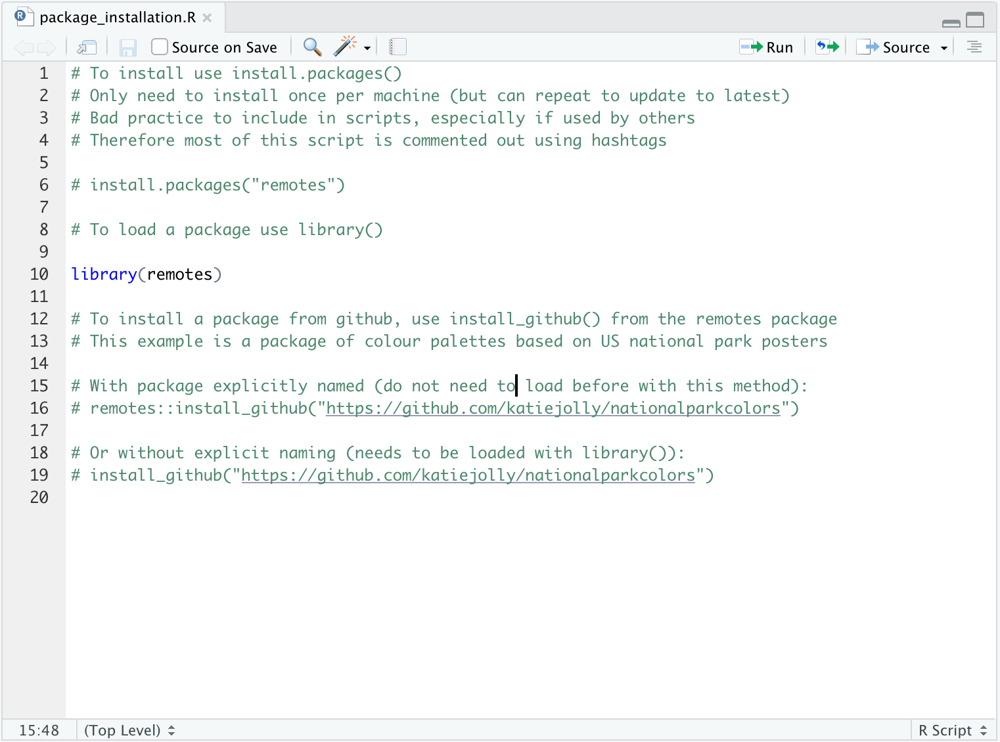 package_installation.R
Source on Save
Run
Source
1 # To install use install.packages()
2 # Only need to install once per machine (but can repeat to update to latest)
3 # Bad practice to include in scripts, especially if used by others
4 # Therefore most of this script is commented out using hashtags
5
6 # install.packages("remotes")
7
8 # To load a package use library()
9
10 library(remotes)
11
12 # To install a package from github, use install_github() from the remotes package
13 # This example is a package of colour palettes based on US national park posters
14
15 # With package explicitly named (do not need to load before with this method):
16 # remotes::install_github("https://github.com/katiejolly/nationalparkcolors")
17
18 # Or without explicit naming (needs to be loaded with library()):
19 # install_github("https://github.com/katiejolly/nationalparkcolors")
20
15:48 (Top Level) R Script